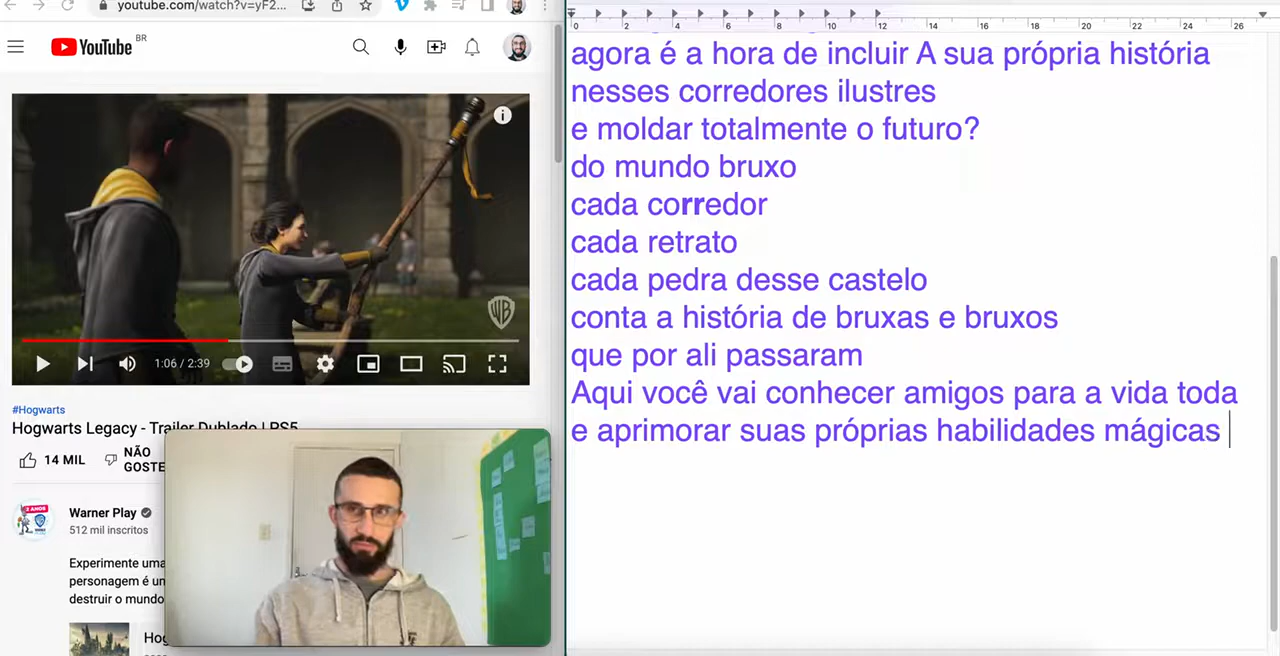 youtube.com/watch?v=yF2...
YouTube BR
1:06 / 2:39
#Hogwarts
Hogwarts Legacy - Trailer Dublado | PS5
14 MIL
NÃO
GOSTE
Warner Play
512 mil inscritos
Experimente uma
personagem é un
destruir o mundo
Hog
0 2 4 6 8 10 12 14 16 18 20 22 24 26
agora é a hora de incluir A sua própria história
nesses corredores ilustres
e moldar totalmente o futuro?
do mundo bruxo
cada corredor
cada retrato
cada pedra desse castelo
conta a história de bruxas e bruxos
que por ali passaram
Aqui você vai conhecer amigos para a vida toda
e aprimorar suas próprias habilidades mágicas